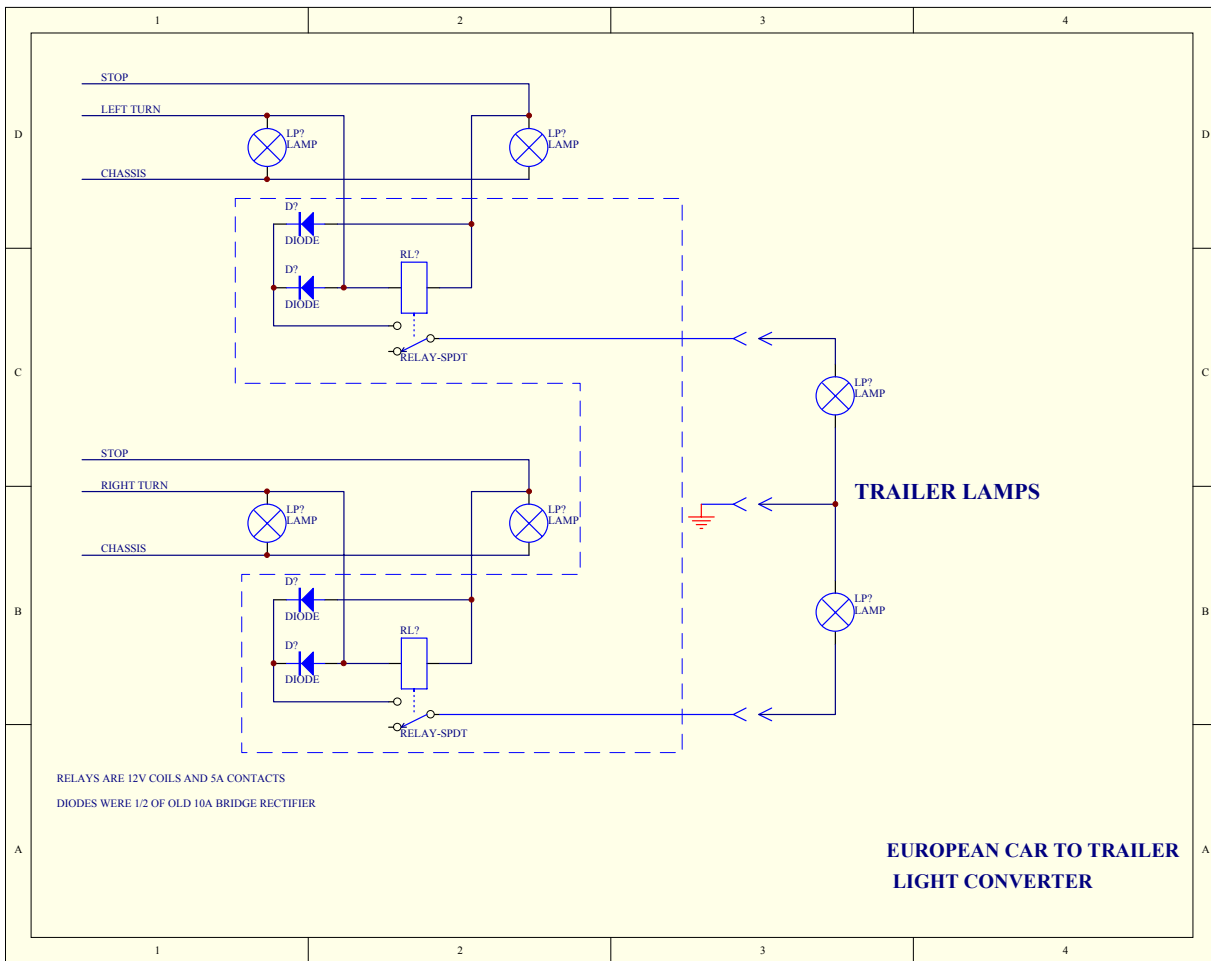 1 2 3 4
STOP
LEFT TURN
D D
LP?
LAMP
LP?
LAMP
CHASSIS
D?
DIODE
D?
DIODE
RL?
RELAY-SPDT
C C
LP?
LAMP
STOP
RIGHT TURN
TRAILER LAMPS
LP?
LAMP
LP?
LAMP
CHASSIS
D?
DIODE
D?
DIODE
RL?
RELAY-SPDT
B B
LP?
LAMP
RELAYS ARE 12V COILS AND 5A CONTACTS
DIODES WERE 1/2 OF OLD 10A BRIDGE RECTIFIER
A A
EUROPEAN CAR TO TRAILER
LIGHT CONVERTER
1 2 3 4